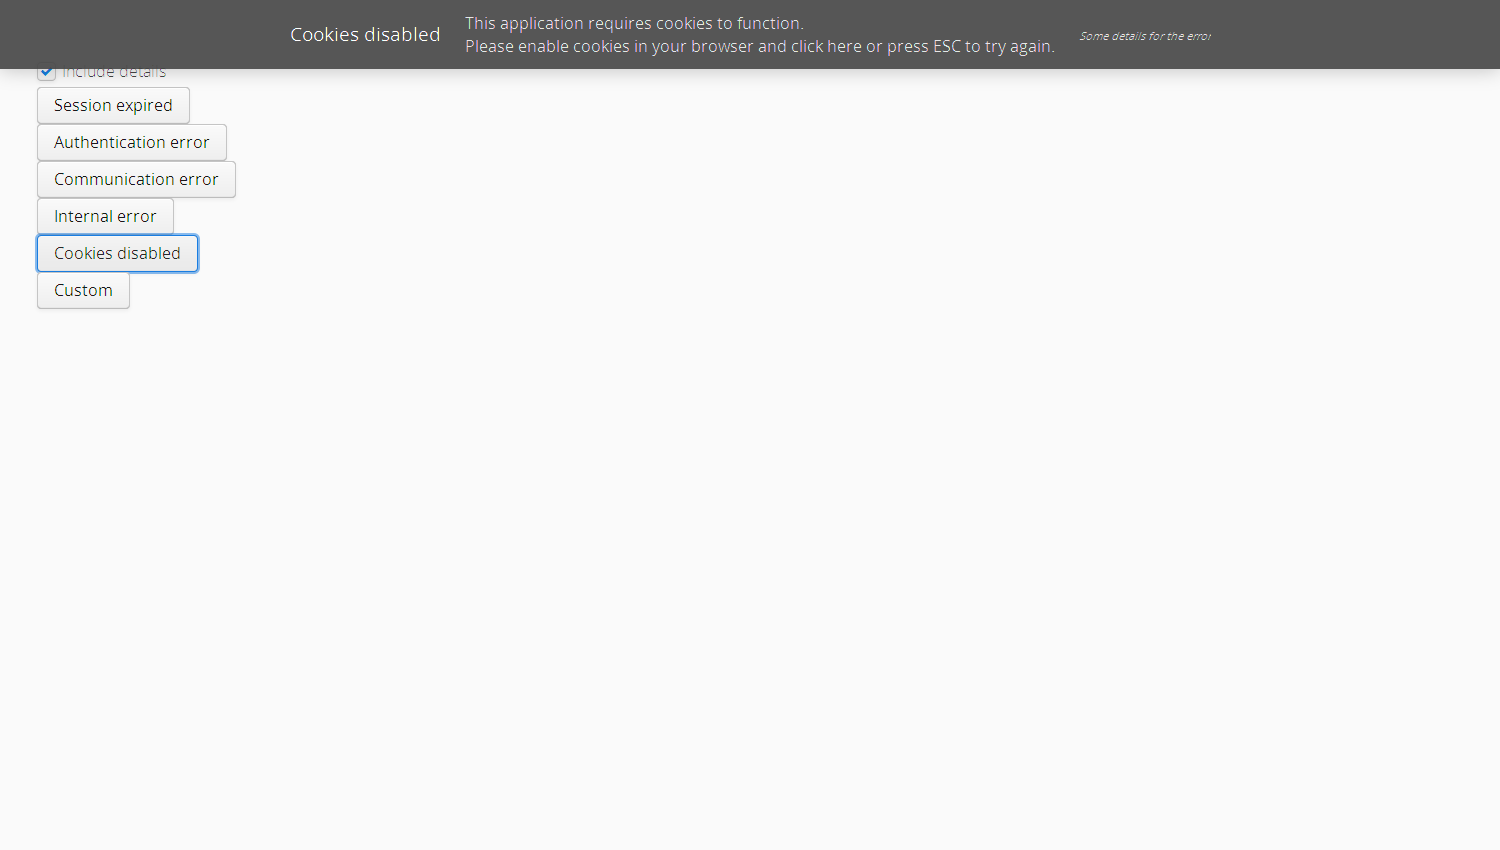 Cookies disabled
This application requires cookies to function.
Please enable cookies in your browser and click here or press ESC to try again.
Some details for the error
Include details
Session expired
Authentication error
Communication error
Internal error
Cookies disabled
Custom